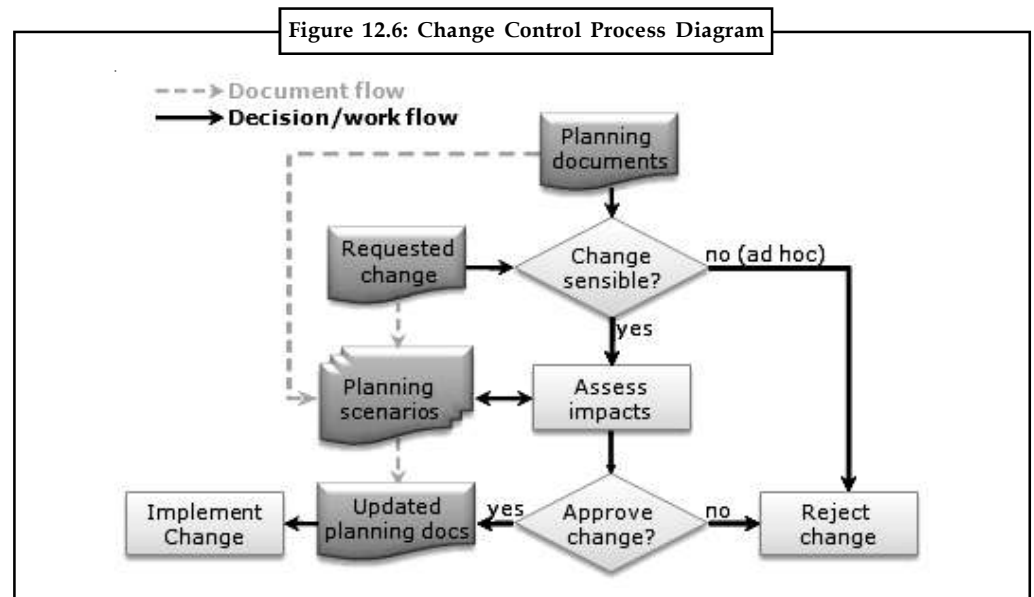 Figure 12.6: Change Control Process Diagram
Document flow
Decision/work flow
Planning
documents
Requested
change
Change
sensible?
no (ad hoc)
yes
Planning
scenarios
Assess
impacts
Implement
Change
Updated
planning docs
yes
Approve
change?
no
Reject
change